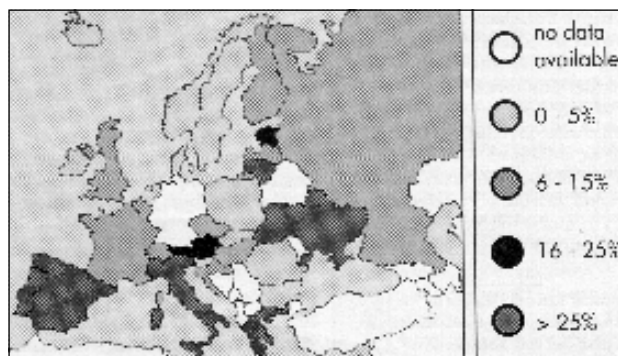 no data
available
0 - 5%
6 - 15%
16 - 25%
> 25%